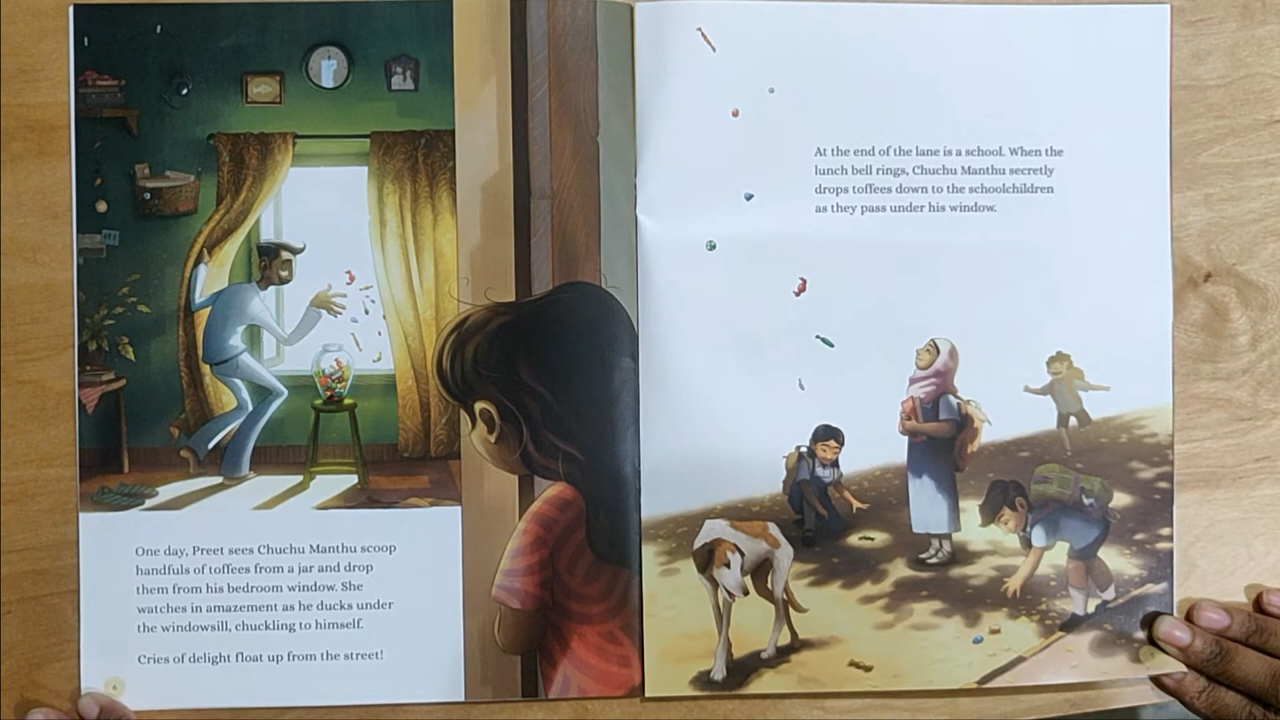 One day, Preet sees Chuchu Manthu scoop
handfuls of toffees from a jar and drop
them from his bedroom window. She
watches in amazement as he ducks under
the windowsill, chuckling to himself.
Cries of delight float up from the street!
6
At the end of the lane is a school. When the
lunch bell rings, Chuchu Manthu secretly
drops toffees down to the schoolchildren
as they pass under his window.